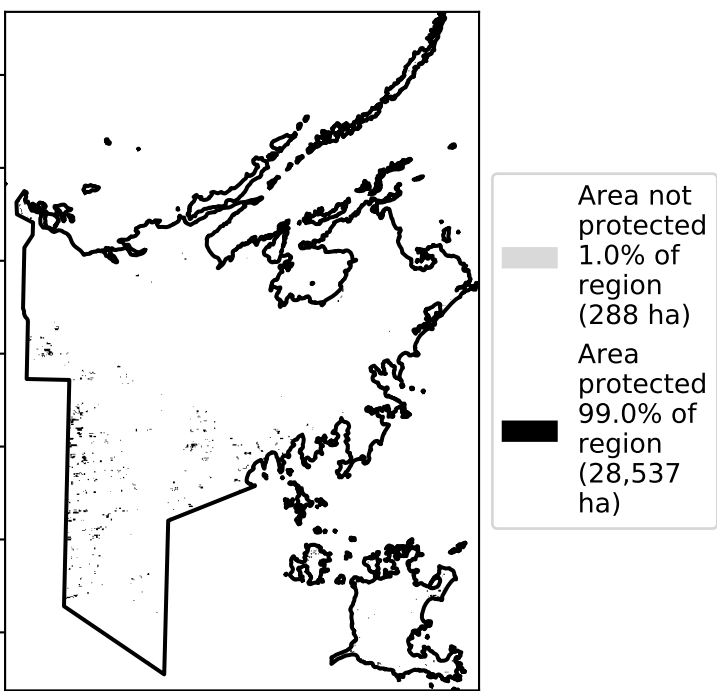 Area not
protected
1.0% of
region
(288 ha)
Area
protected
99.0% of
region
(28,537
ha)